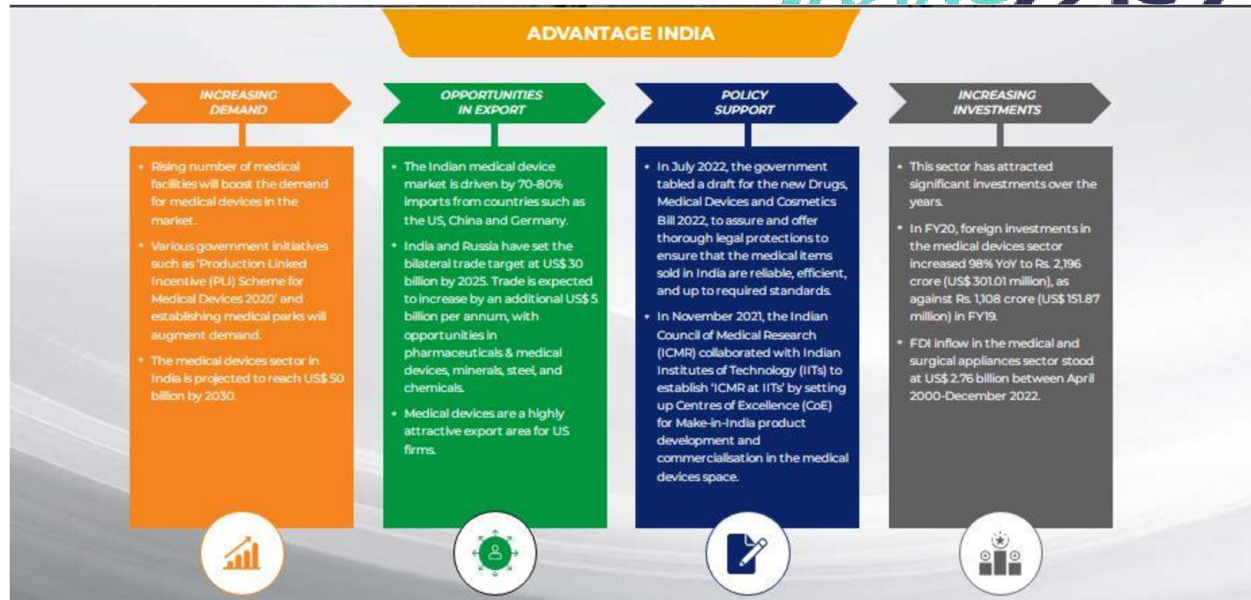 ADVANTAGE INDIA
INCREASING
DEMAND
• Rising number of medical
facilities will boost the demand
for medical devices in the
market.
• Various government initiatives
such as 'Production Linked
Incentive (PLI) Scheme for
Medical Devices 2020' and
establishing medical parks will
augment demand.
• The medical devices sector in
India is projected to reach US$ 50
billion by 2030.
OPPORTUNITIES
IN EXPORT
• The Indian medical device
market is driven by 70-80%
imports from countries such as
the US, China and Germany.
• India and Russia have set the
bilateral trade target at US$ 30
billion by 2025. Trade is expected
to increase by an additional US$ 5
billion per annum, with
opportunities in
pharmaceuticals & medical
devices, minerals, steel, and
chemicals.
• Medical devices are a highly
attractive export area for US
firms.
POLICY
SUPPORT
• In July 2022, the government
tabled a draft for the new Drugs,
Medical Devices and Cosmetics
Bill 2022, to assure and offer
thorough legal protections to
ensure that the medical items
sold in India are reliable, efficient,
and up to required standards.
• In November 2021, the Indian
Council of Medical Research
(ICMR) collaborated with Indian
Institutes of Technology (IITs) to
establish 'ICMR at IITs' by setting
up Centres of Excellence (CoE)
for Make-in-India product
development and
commercialisation in the medical
devices space.
INCREASING
INVESTMENTS
• This sector has attracted
significant investments over the
years.
• In FY20, foreign investments in
the medical devices sector
increased 98% YoY to Rs. 2,196
crore (US$ 301.01 million), as
against Rs. 1,108 crore (US$ 151.87
million) in FY19.
• FDI inflow in the medical and
surgical appliances sector stood
at US$ 2.76 billion between April
2000-December 2022.